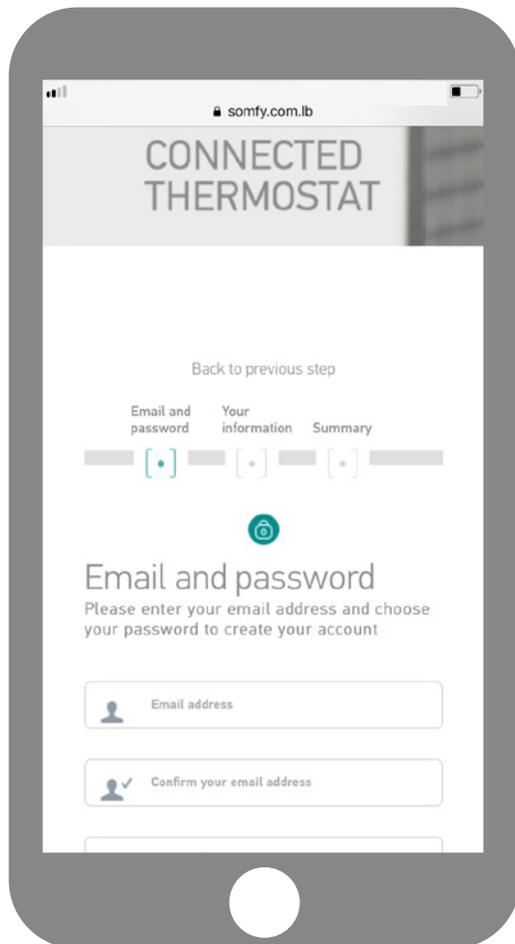 somfy.com.lb
CONNECTED
THERMOSTAT
Back to previous step
Email and
password
Your
information
Summary
Email and password
Please enter your email address and choose
your password to create your account
Email address
Confirm your email address